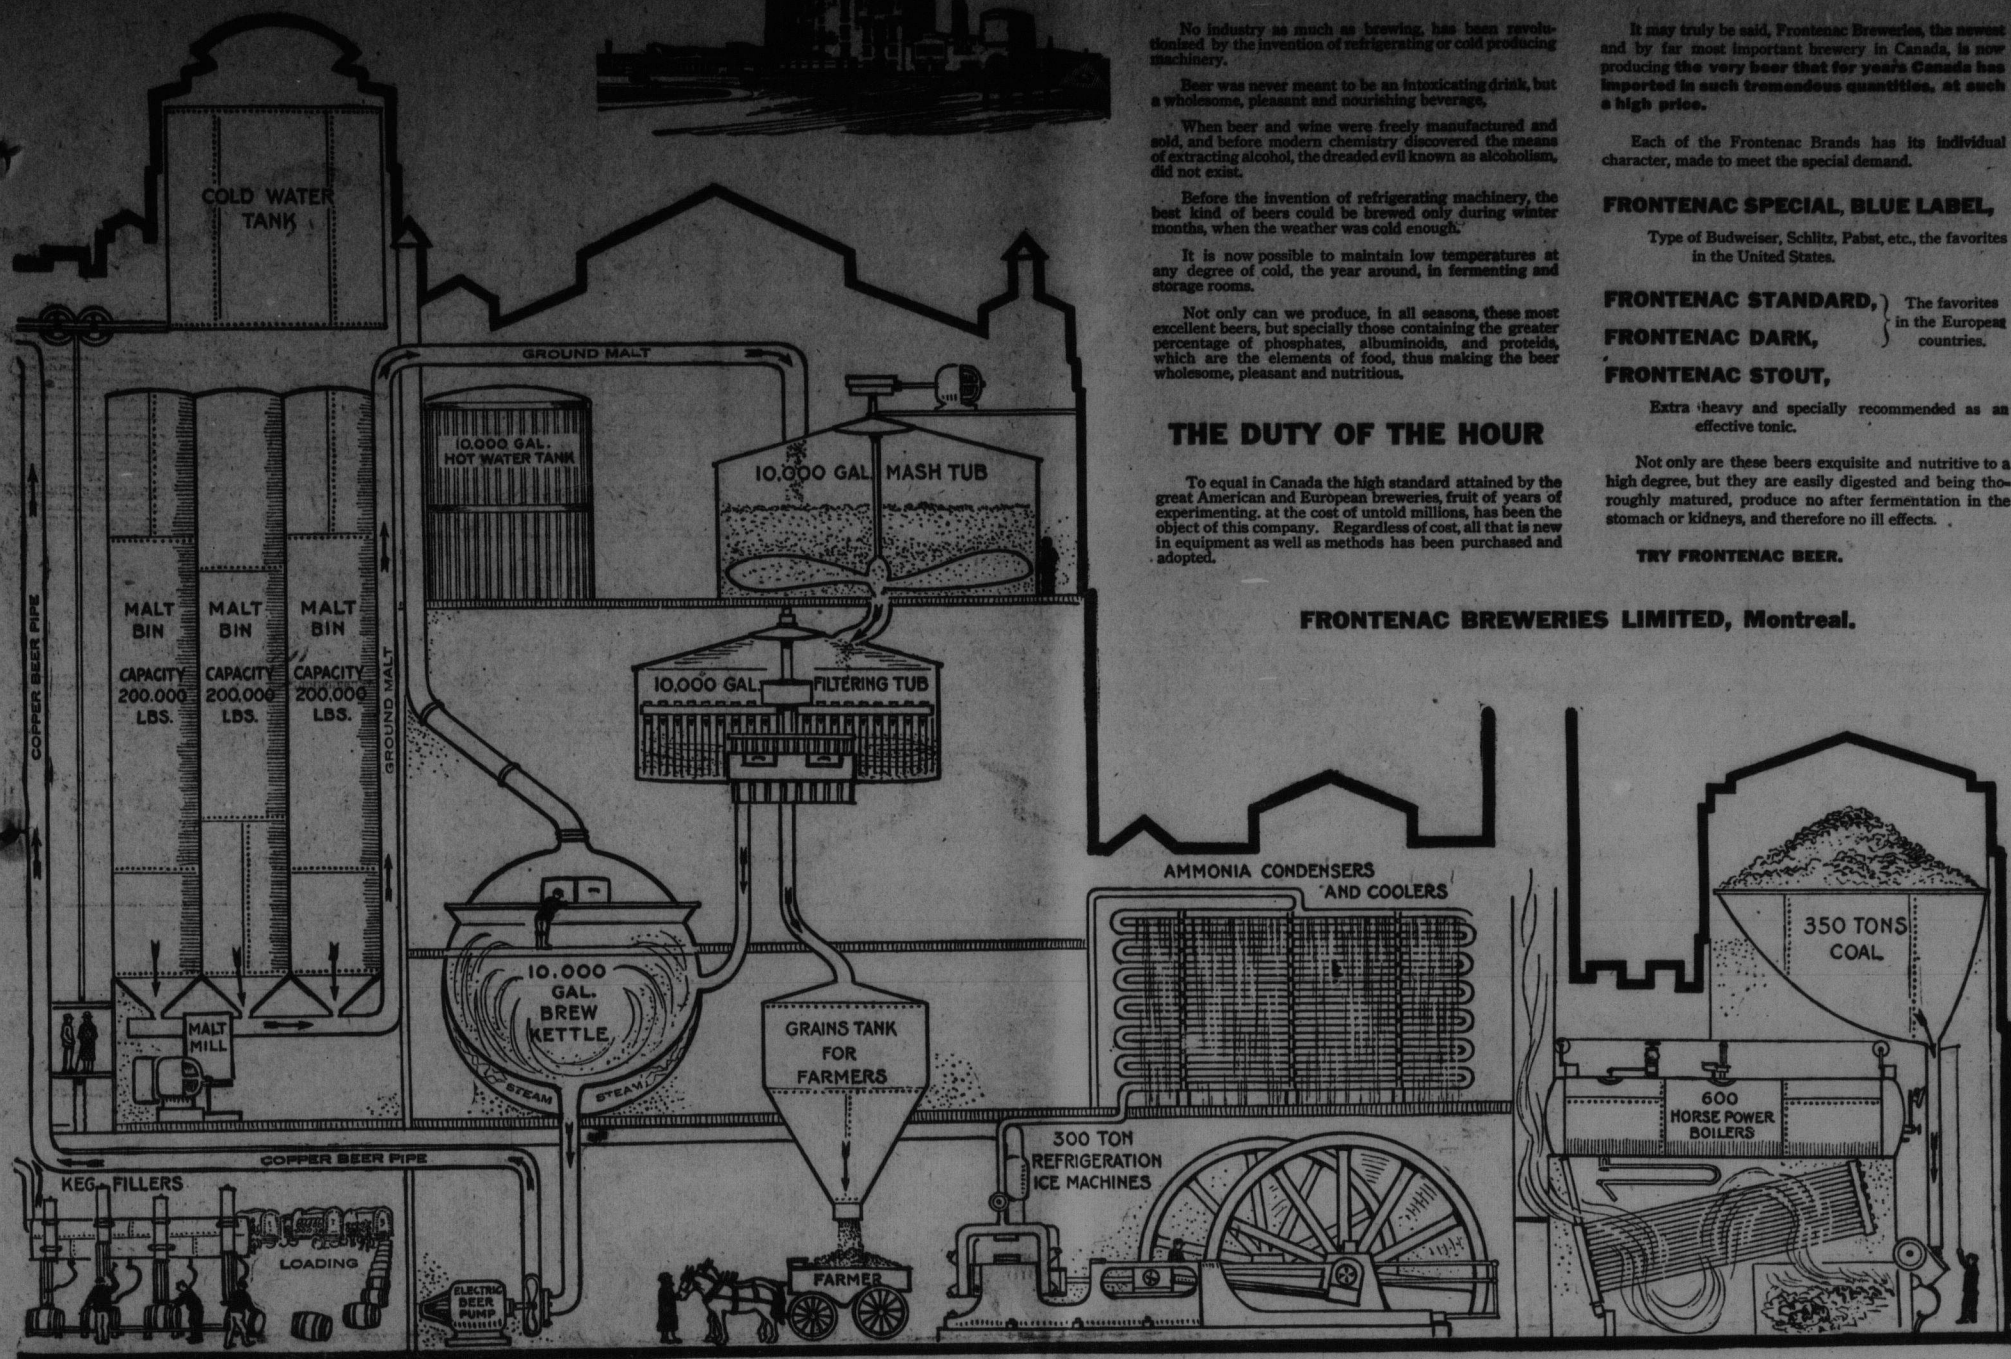 No industry as much as brewing, has been revolu-
tionized by the invention of refrigerating or cold producing
machinery.
Beer was never meant to be an intoxicating drink, but
a wholesome, pleasant and nourishing beverage,
When beer and wine were freely manufactured and
sold, and before modern chemistry discovered the means
of extracting alcohol, the dreaded evil known as alcoholism,
did not exist.
Before the invention of refrigerating machinery, the
best kind of beers could be brewed only during winter
months, when the weather was cold enough.
It is now possible to maintain low temperatures at
any degree of cold, the year around, in fermenting and
storage rooms.
Not only can we produce, in all seasons, these most
excellent beers, but specially those containing the greater
percentage of phosphates, albuminoids, and proteids,
which are the elements of food, thus making the beer
wholesome, pleasant and nutritious.
THE DUTY OF THE HOUR
To equal in Canada the high standard attained by the
great American and European breweries, fruit of years of
experimenting, at the cost of untold millions, has been the
object of this company. Regardless of cost, all that is new
in equipment as well as methods has been purchased and
adopted.
It may truly be said, Frontenac Breweries, the newest
and by far most important brewery in Canada, is now
producing the very beer that for years Canada has
imported in such tremendous quantities, at such
a high price.
Each of the Frontenac Brands has its individual
character, made to meet the special demand.
FRONTENAC SPECIAL, BLUE LABEL,
Type of Budweiser, Schlitz, Pabst, etc., the favorites
in the United States.
FRONTENAC STANDARD,
FRONTENAC DARK,
The favorites
in the European
countries.
FRONTENAC STOUT,
Extra heavy and specially recommended as an
effective tonic.
Not only are these beers exquisite and nutritive to a
high degree, but they are easily digested and being tho-
roughly matured, produce no after fermentation in the
stomach or kidneys, and therefore no ill effects.
TRY FRONTENAC BEER.
FRONTENAC BREWERIES LIMITED, Montreal.
COLD WATER
TANK
GROUND MALT
10,000 GAL.
HOT WATER TANK
10,000 GAL. MASH TUB
COPPER BEER PIPE
MALT
BIN
CAPACITY
200.000
LBS.
MALT
BIN
CAPACITY
200,000
LBS.
MALT
BIN
CAPACITY
200.000
LBS.
GROUND MALT
10,000 GAL. FILTERING TUB
AMMONIA CONDENSERS
AND COOLERS
350 TONS
COAL
10.000
GAL.
BREW
KETTLE
STEAM STEAM
MALT
MILL
GRAINS TANK
FOR
FARMERS
600
HORSE POWER
BOILERS
300 TON
REFRIGERATION
ICE MACHINES
COPPER BEER PIPE
KEG FILLERS
LOADING
ELECTRIC
BEER
PUMP
FARMER